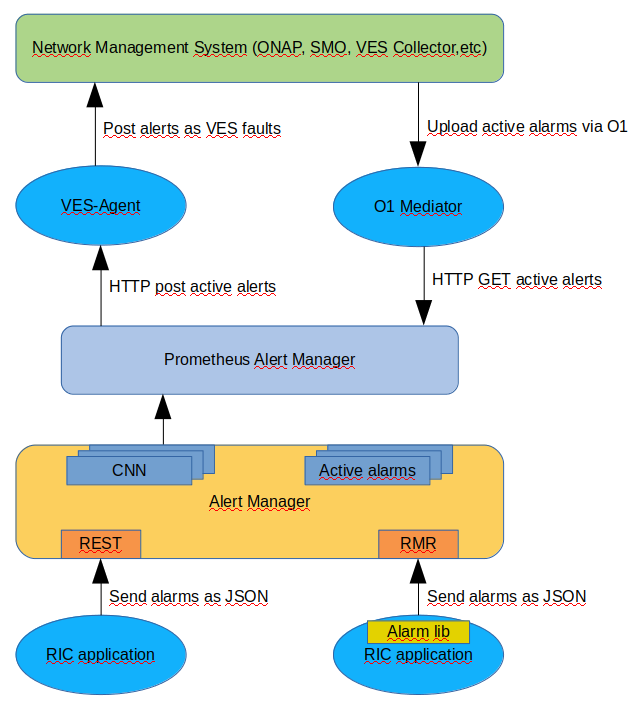 Network Management System (ONAP, SMO, VES Collector,etc)
Post alerts as VES faults
Upload active alarms via O1
VES-Agent
O1 Mediator
HTTP post active alerts
HTTP GET active alerts
Prometheus Alert Manager
CNN
Active alarms
Alert Manager
REST
RMR
Send alarms as JSON
Send alarms as JSON
RIC application
Alarm lib
RIC application